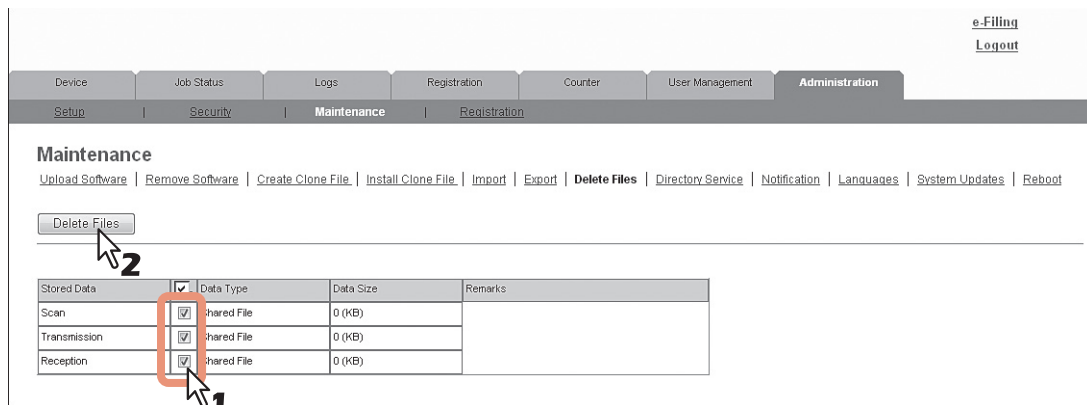 e-Filing
Logout
Device Job Status Logs Registration Counter User Management Administration
Setup | Security | Maintenance | Registration
Maintenance
Upload Software | Remove Software | Create Clone File | Install Clone File | Import | Export | Delete Files | Directory Service | Notification | Languages | System Updates | Reboot
Delete Files
2
Stored Data Data Type Data Size Remarks
Scan Shared File 0 (KB)
Transmission Shared File 0 (KB)
Reception Shared File 0 (KB)
1